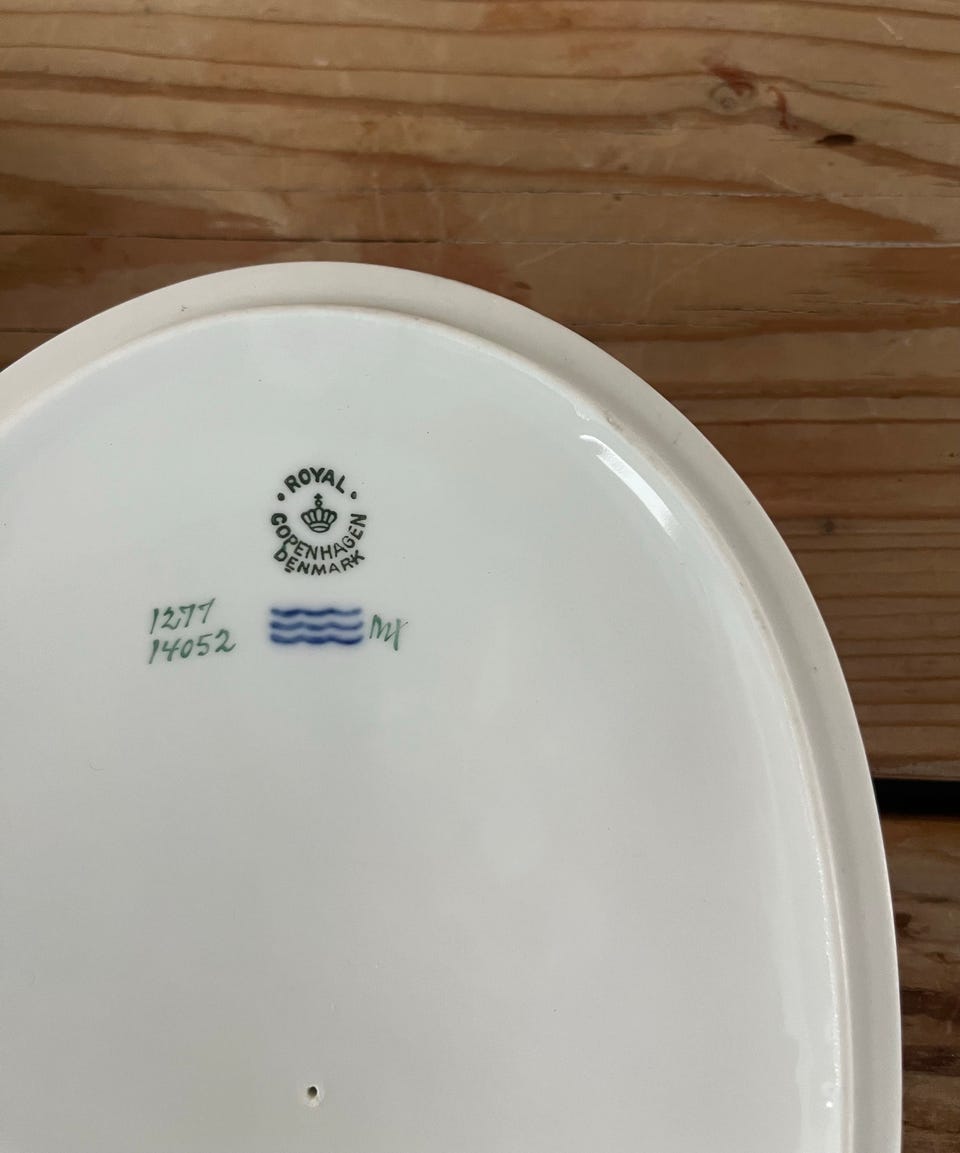 ROYAL
COPENHAGEN
DENMARK
1277
14052